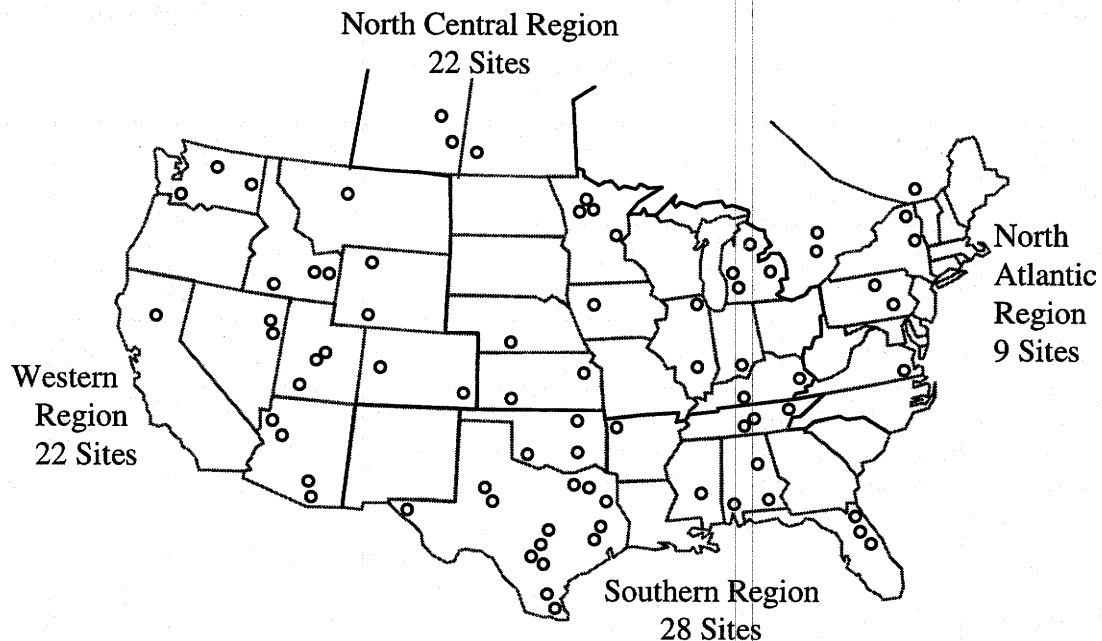 North Central Region
22 Sites
North
Atlantic
Region
9 Sites
Western
Region
22 Sites
Southern Region
28 Sites